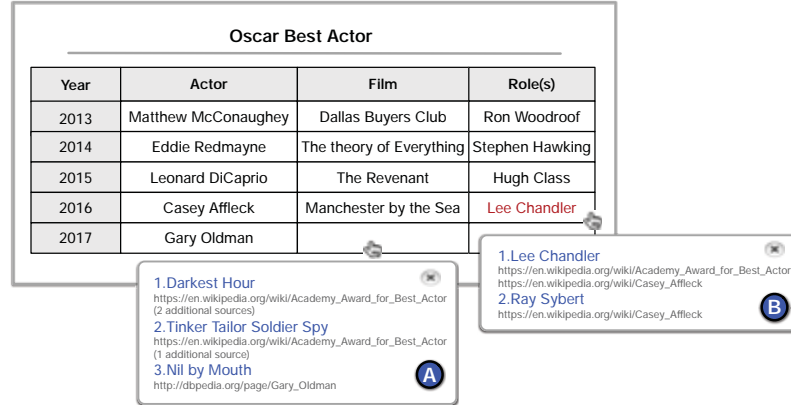 Oscar Best Actor
Year Actor Film Role(s)
2013 Matthew McConaughey Dallas Buyers Club Ron Woodroof
2014 Eddie Redmayne The theory of Everything Stephen Hawking
2015 Leonard DiCaprio The Revenant Hugh Class
2016 Casey Affleck Manchester by the Sea Lee Chandler
2017 Gary Oldman
1.Darkest Hour
https://en.wikipedia.org/wiki/Academy_Award_for_Best_Actor
(2 additional sources)
2.Tinker Tailor Soldier Spy
https://en.wikipedia.org/wiki/Academy_Award_for_Best_Actor
(1 additional source)
3.Nil by Mouth
http://dbpedia.org/page/Gary_Oldman
A
1.Lee Chandler
https://en.wikipedia.org/wiki/Academy_Award_for_Best_Actor
https://en.wikipedia.org/wiki/Casey_Affleck
2.Ray Sybert
https://en.wikipedia.org/wiki/Casey_Affleck
B